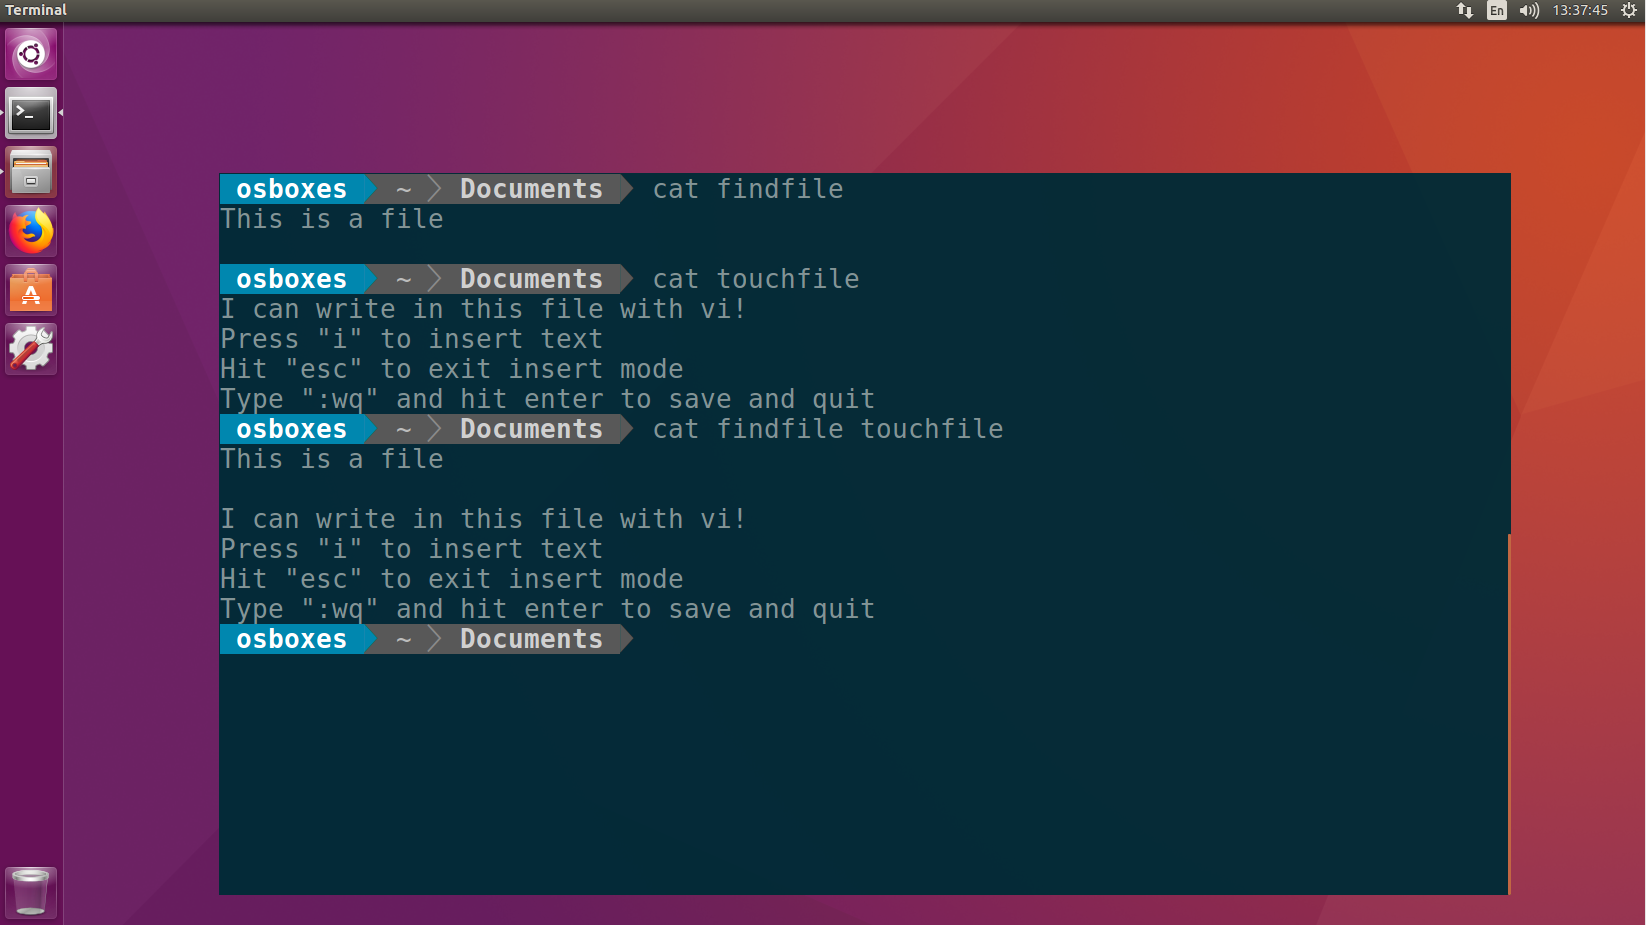 Terminal
En
13:37:45
osboxes ~ Documents cat findfile
This is a file
osboxes ~ Documents cat touchfile
I can write in this file with vi!
Press "i" to insert text
Hit "esc" to exit insert mode
Type ":wq" and hit enter to save and quit
osboxes ~ Documents cat findfile touchfile
This is a file
I can write in this file with vi!
Press "i" to insert text
Hit "esc" to exit insert mode
Type ":wq" and hit enter to save and quit
osboxes ~ Documents